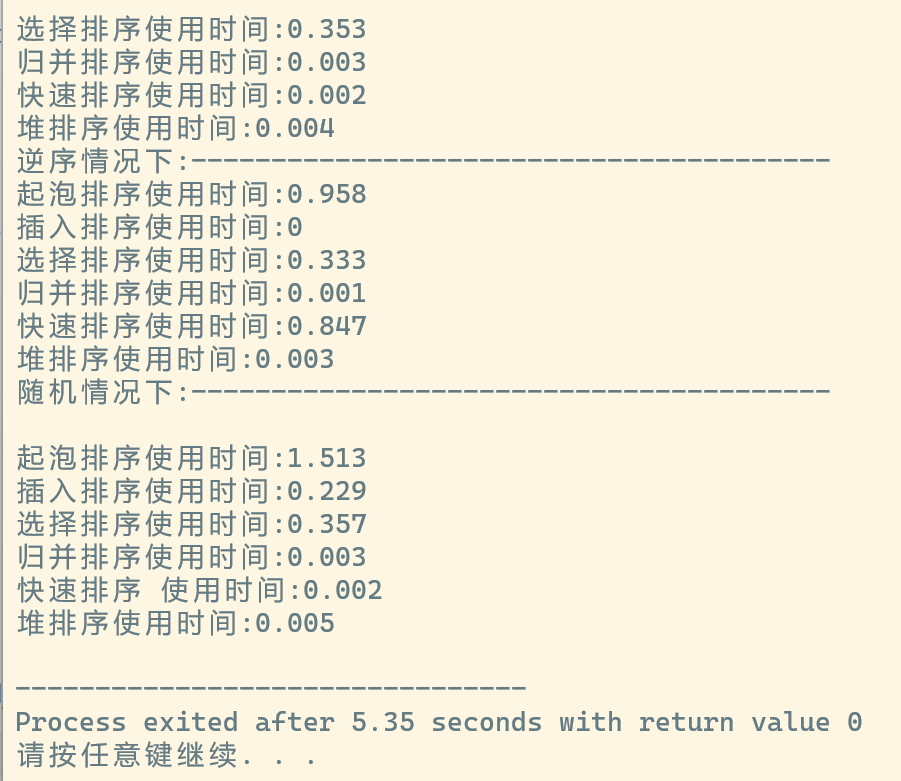 选择排序使用时间:0.353
归并排序使用时间:0.003
快速排序使用时间:0.002
堆排序使用时间:0.004
逆序情况下:----------------------------------------
起泡排序使用时间:0.958
插入排序使用时间:0
选择排序使用时间:0.333
归并排序使用时间:0.001
快速排序使用时间:0.847
堆排序使用时间:0.003
随机情况下:----------------------------------------
起泡排序使用时间:1.513
插入排序使用时间:0.229
选择排序使用时间:0.357
归并排序使用时间:0.003
快速排序 使用时间:0.002
堆排序使用时间:0.005
--------------------------------
Process exited after 5.35 seconds with return value 0
请按任意键继续. . .